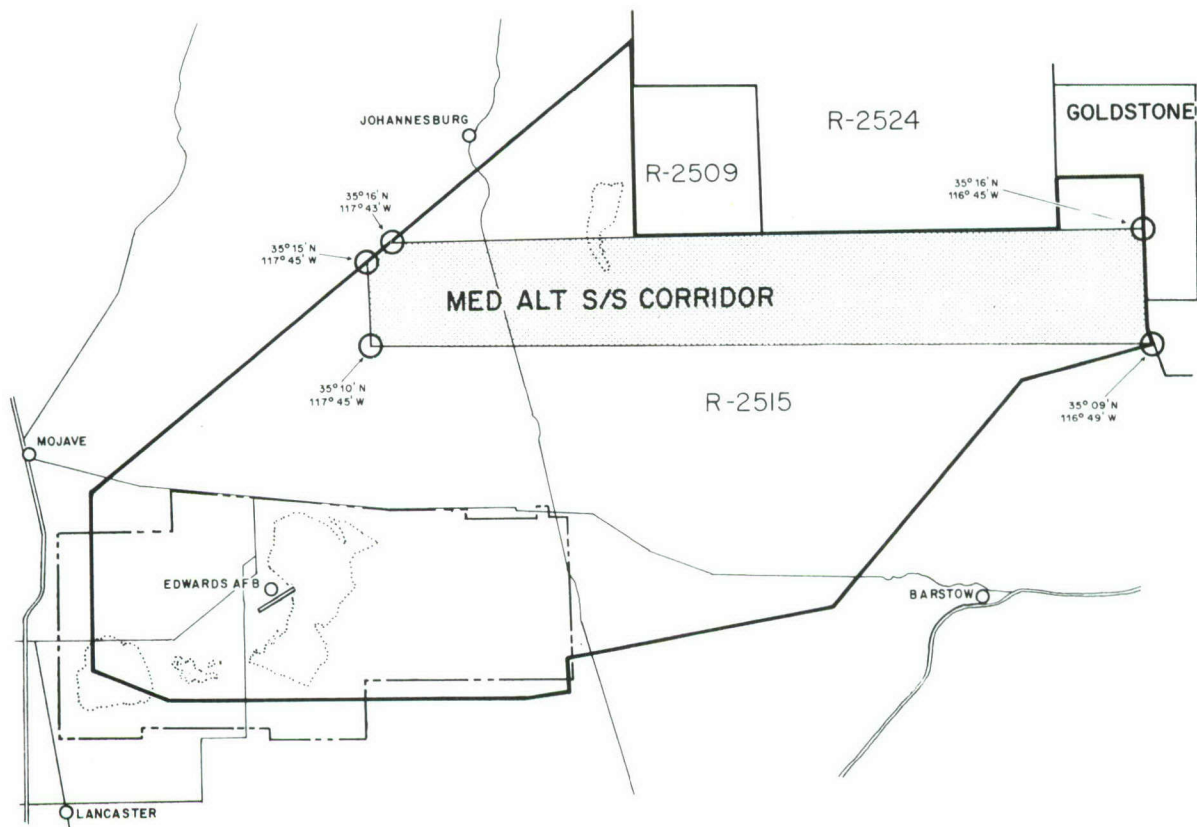 JOHANNESBURG
R-2524
GOLDSTONE
R-2509
35° 16' N
117° 43' W
35° 16' N
116° 45' W
35° 15' N
117° 45' W
MED ALT S/S CORRIDOR
35° 10' N
117° 45' W
R-2515
35° 09' N
116° 49' W
MOJAVE
EDWARDS AFB
BARSTOW
LANCASTER